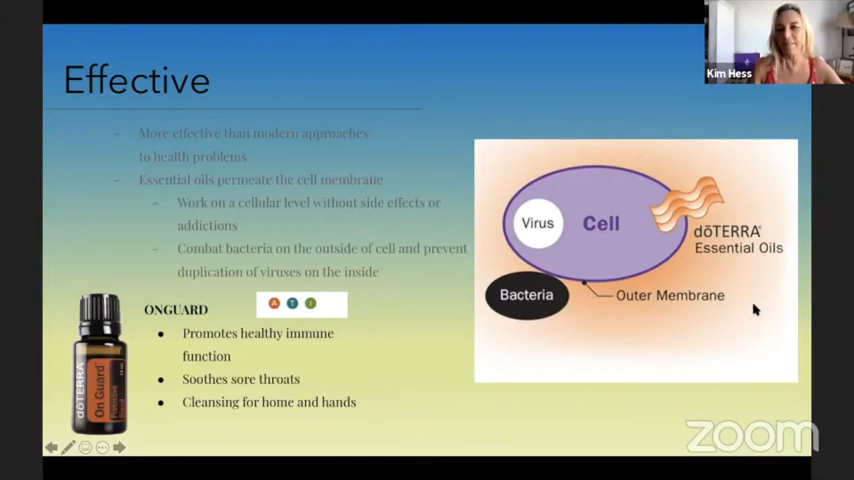 Kim Hess
Effective
- More effective than modern approaches
to health problems
- Essential oils permeate the cell membrane
- Work on a cellular level without side effects or
addictions
- Combat bacteria on the outside of cell and prevent
duplication of viruses on the inside
ONGUARD
A T I
● Promotes healthy immune
function
● Soothes sore throats
● Cleansing for home and hands
dōTERRA
On Guard
Virus
Cell
dōTERRA®
Essential Oils
Bacteria
Outer Membrane
zoom